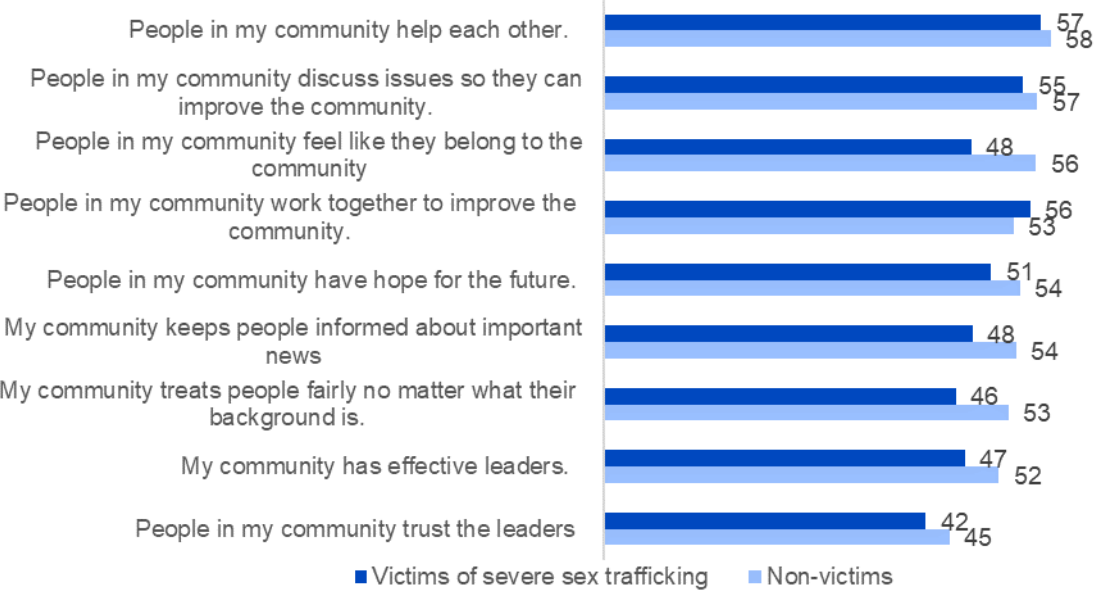 People in my community help each other.
57
58
People in my community discuss issues so they can
improve the community.
55
57
People in my community feel like they belong to the
community
48
56
People in my community work together to improve the
community.
56
53
People in my community have hope for the future.
51
54
My community keeps people informed about important
news
48
54
My community treats people fairly no matter what their
background is.
46
53
My community has effective leaders.
47
52
People in my community trust the leaders
42
45
Victims of severe sex trafficking
Non-victims